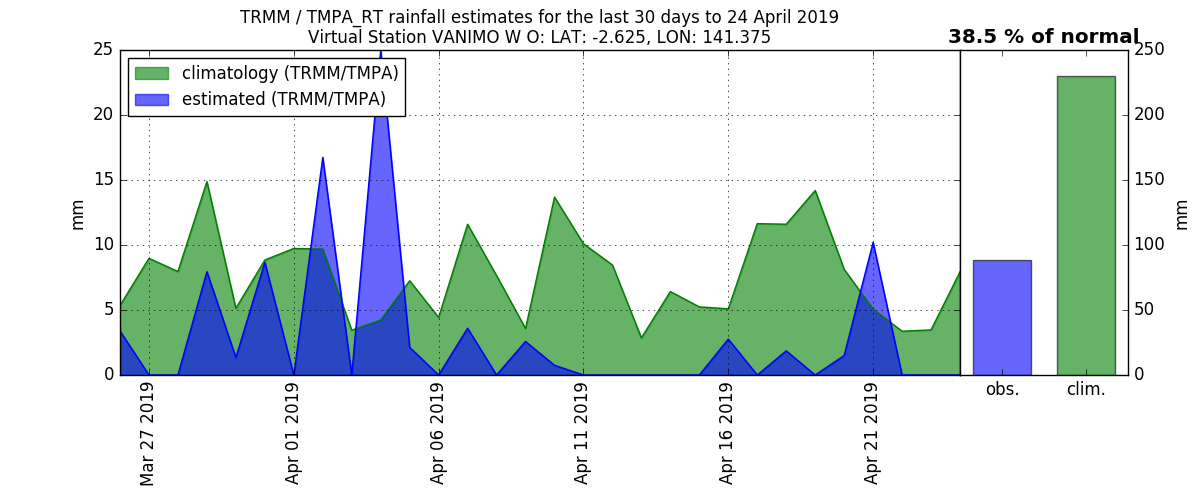 TRMM / TMPA_RT rainfall estimates for the last 30 days to 24 April 2019
Virtual Station VANIMO W O: LAT: -2.625, LON: 141.375
38.5 % of normal
climatology (TRMM/TMPA)
estimated (TRMM/TMPA)
25
20
15
10
5
0
mm
250
200
150
100
50
0
mm
Mar 27 2019
Apr 01 2019
Apr 06 2019
Apr 11 2019
Apr 16 2019
Apr 21 2019
obs.
clim.